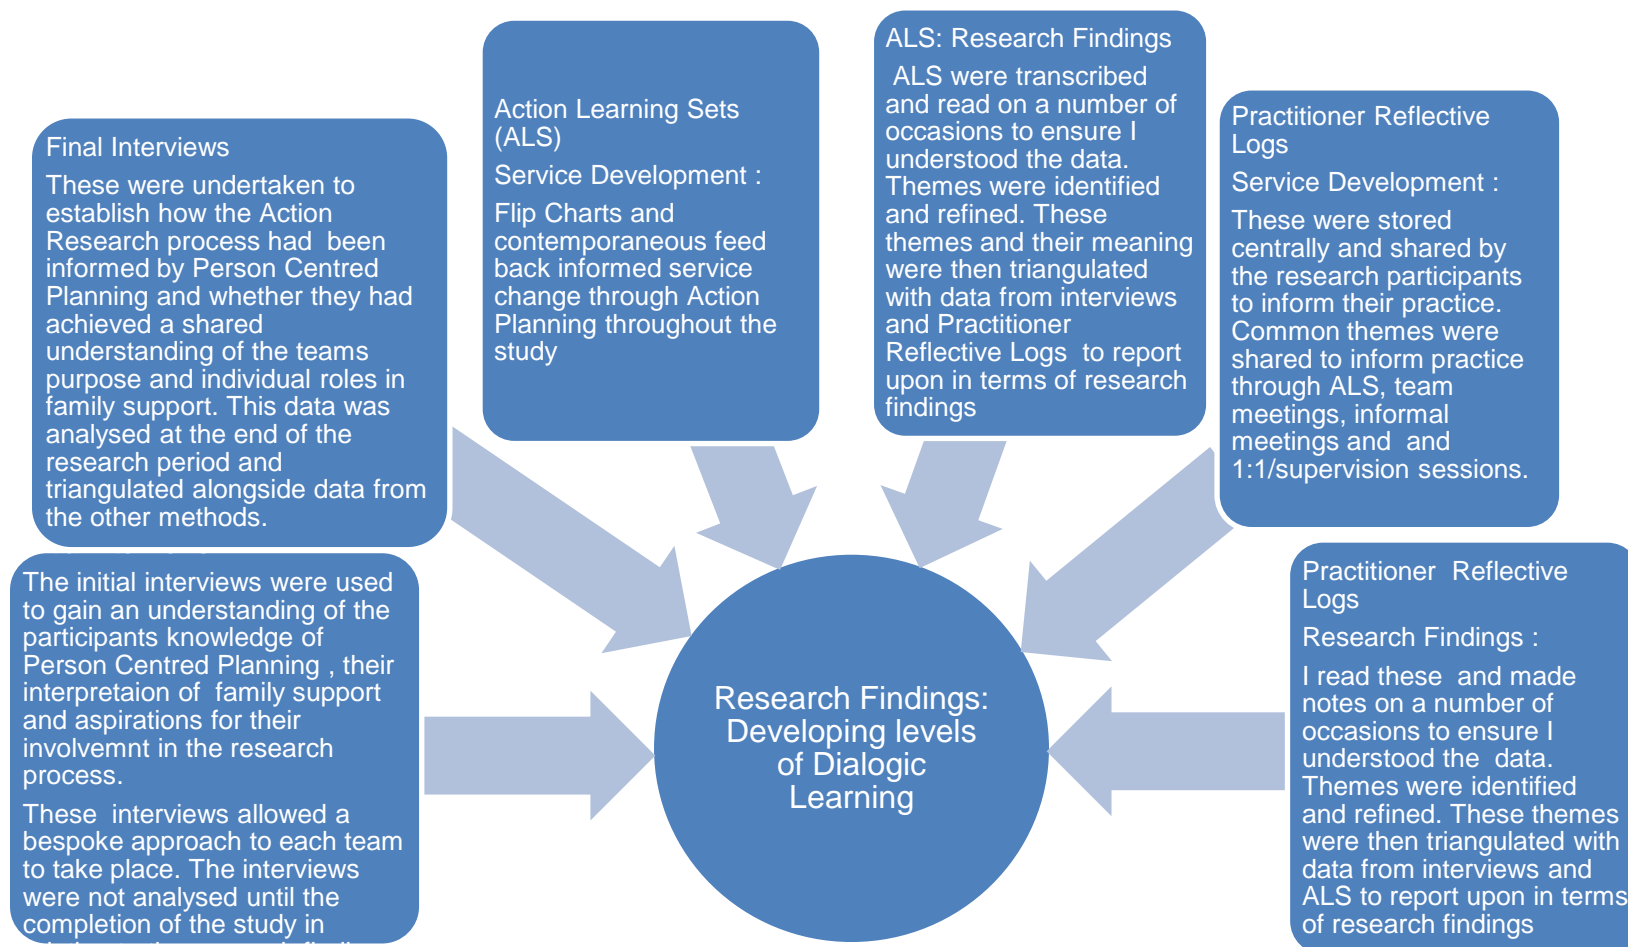 Final Interviews
These were undertaken to
establish how the Action
Research process had been
informed by Person Centred
Planning and whether they had
achieved a shared
understanding of the teams
purpose and individual roles in
family support. This data was
analysed at the end of the
research period and
triangulated alongside data from
the other methods.
The initial interviews were used
to gain an understanding of the
participants knowledge of
Person Centred Planning , their
interpretaion of family support
and aspirations for their
involvemnt in the research
process.
These interviews allowed a
bespoke approach to each team
to take place. The interviews
were not analysed until the
completion of the study in
Action Learning Sets
(ALS)
Service Development :
Flip Charts and
contemporaneous feed
back informed service
change through Action
Planning throughout the
study
ALS: Research Findings
ALS were transcribed
and read on a number of
occasions to ensure I
understood the data.
Themes were identified
and refined. These
themes and their meaning
were then triangulated
with data from interviews
and Practitioner
Reflective Logs to report
upon in terms of research
findings
Practitioner Reflective
Logs
Service Development :
These were stored
centrally and shared by
the research participants
to inform their practice.
Common themes were
shared to inform practice
through ALS, team
meetings, informal
meetings and and
1:1/supervision sessions.
Practitioner Reflective
Logs
Research Findings :
I read these and made
notes on a number of
occasions to ensure I
understood the data.
Themes were identified
and refined. These themes
were then triangulated with
data from interviews and
ALS to report upon in terms
of research findings
Research Findings:
Developing levels
of Dialogic
Learning